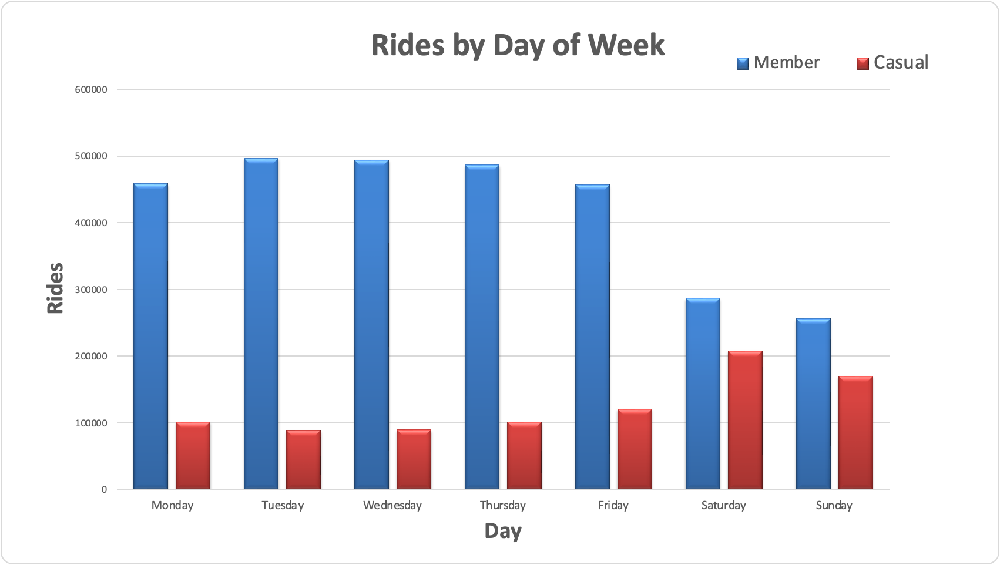 Rides by Day of Week
Member
Casual
600000
500000
400000
300000
200000
100000
0
Rides
Monday
Tuesday
Wednesday
Thursday
Friday
Saturday
Sunday
Day